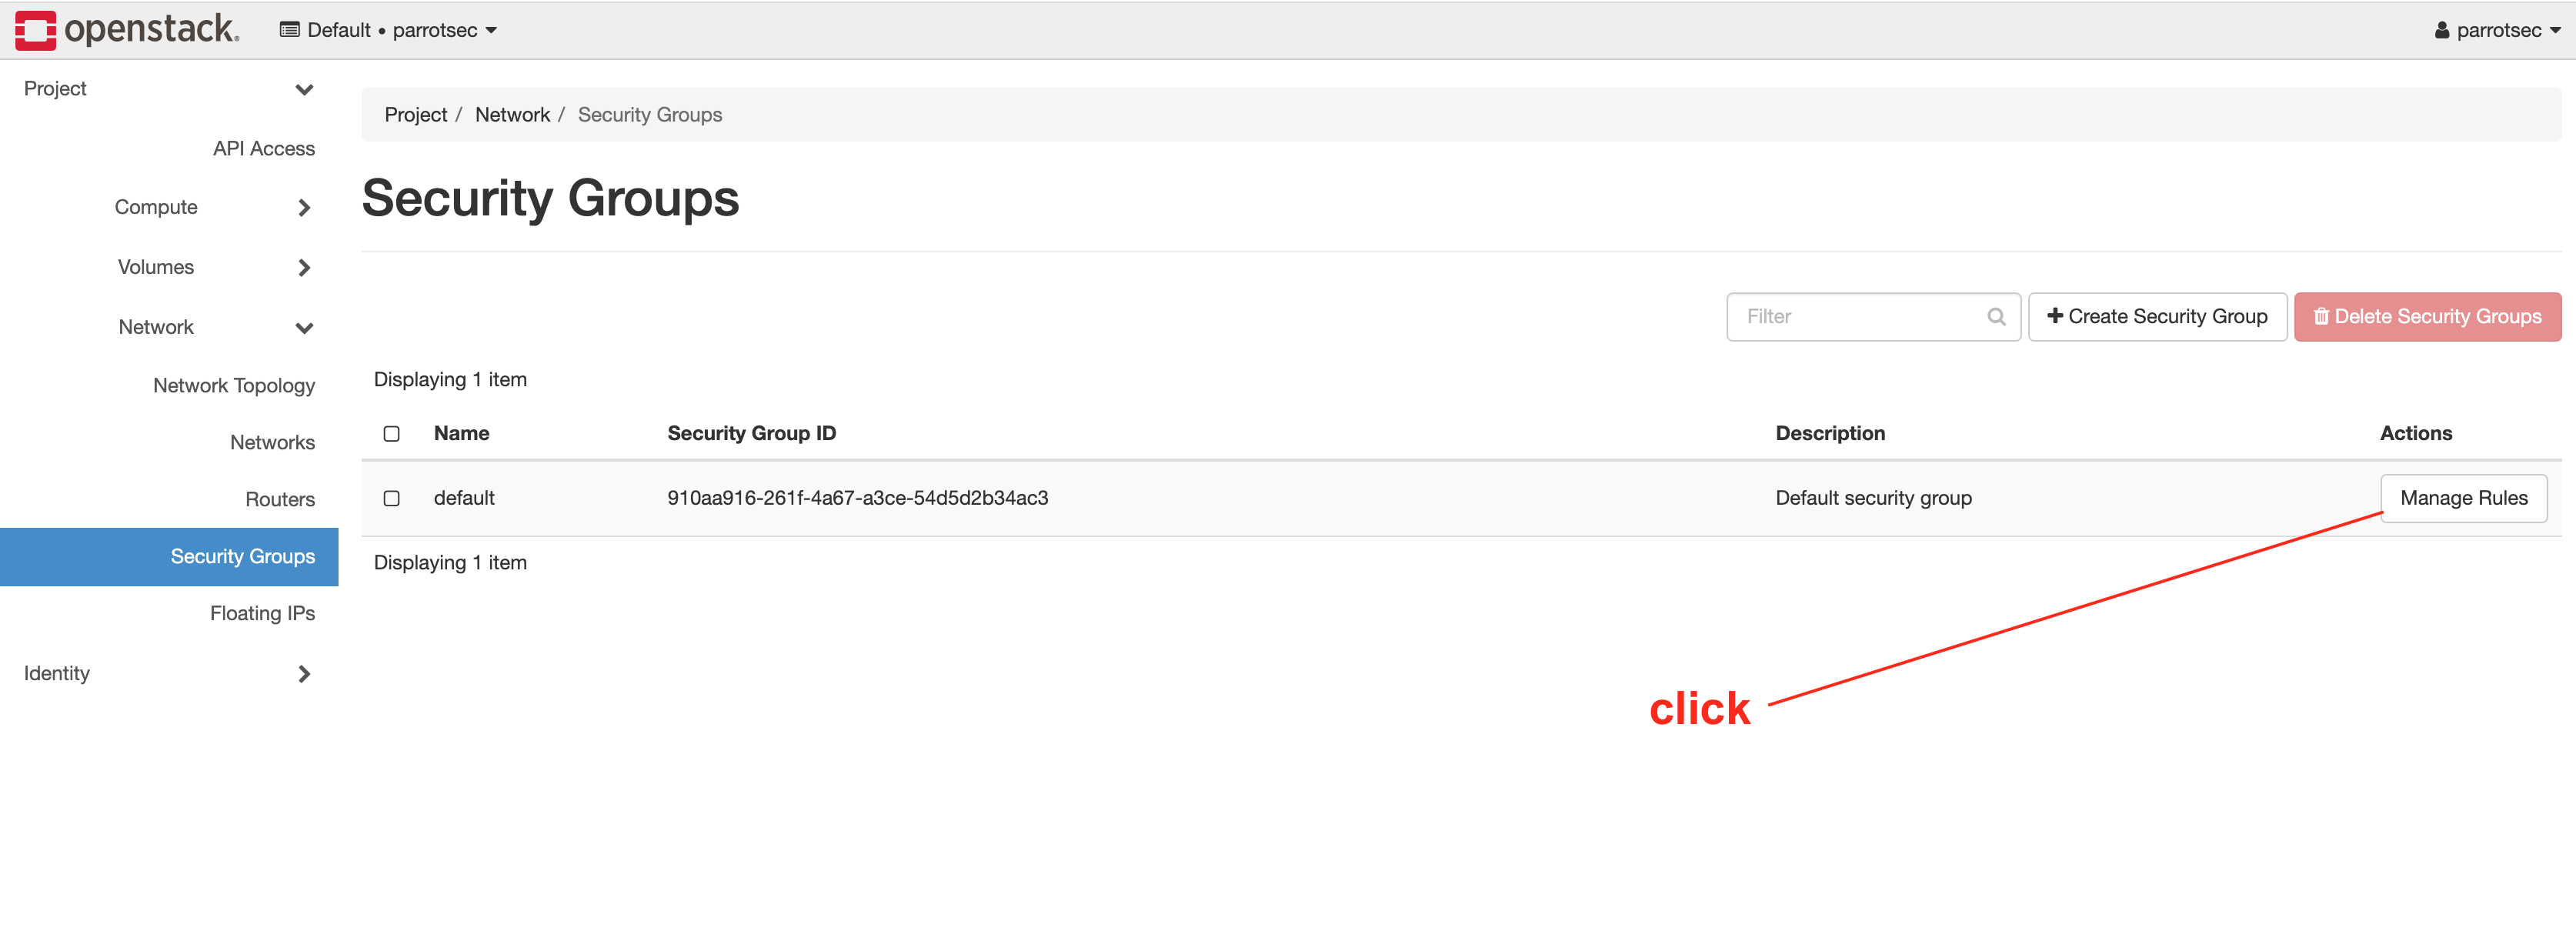 openstack. Default • parrotsec parrotsec
Project
API Access
Compute
Volumes
Network
Network Topology
Networks
Routers
Security Groups
Floating IPs
Identity
Project / Network / Security Groups
Security Groups
Filter Create Security Group Delete Security Groups
Displaying 1 item
Name Security Group ID Description Actions
default 910aa916-261f-4a67-a3ce-54d5d2b34ac3 Default security group Manage Rules
Displaying 1 item
click